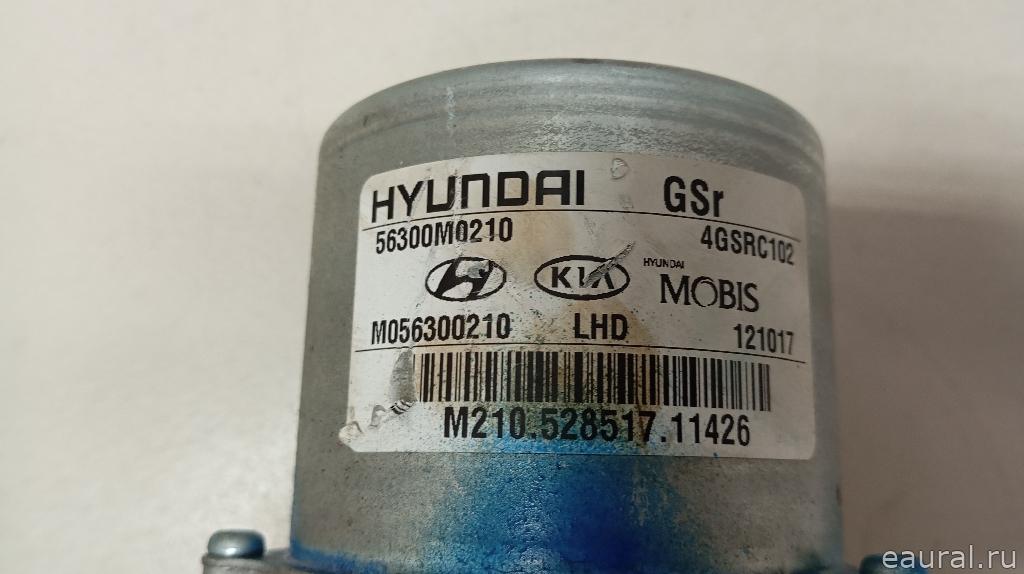 HYUNDAI GSr
56300M0210 4GSRC102
KIA HYUNDAI MOBIS
M056300210 LHD 121017
M210.528517.11426
eaural.ru